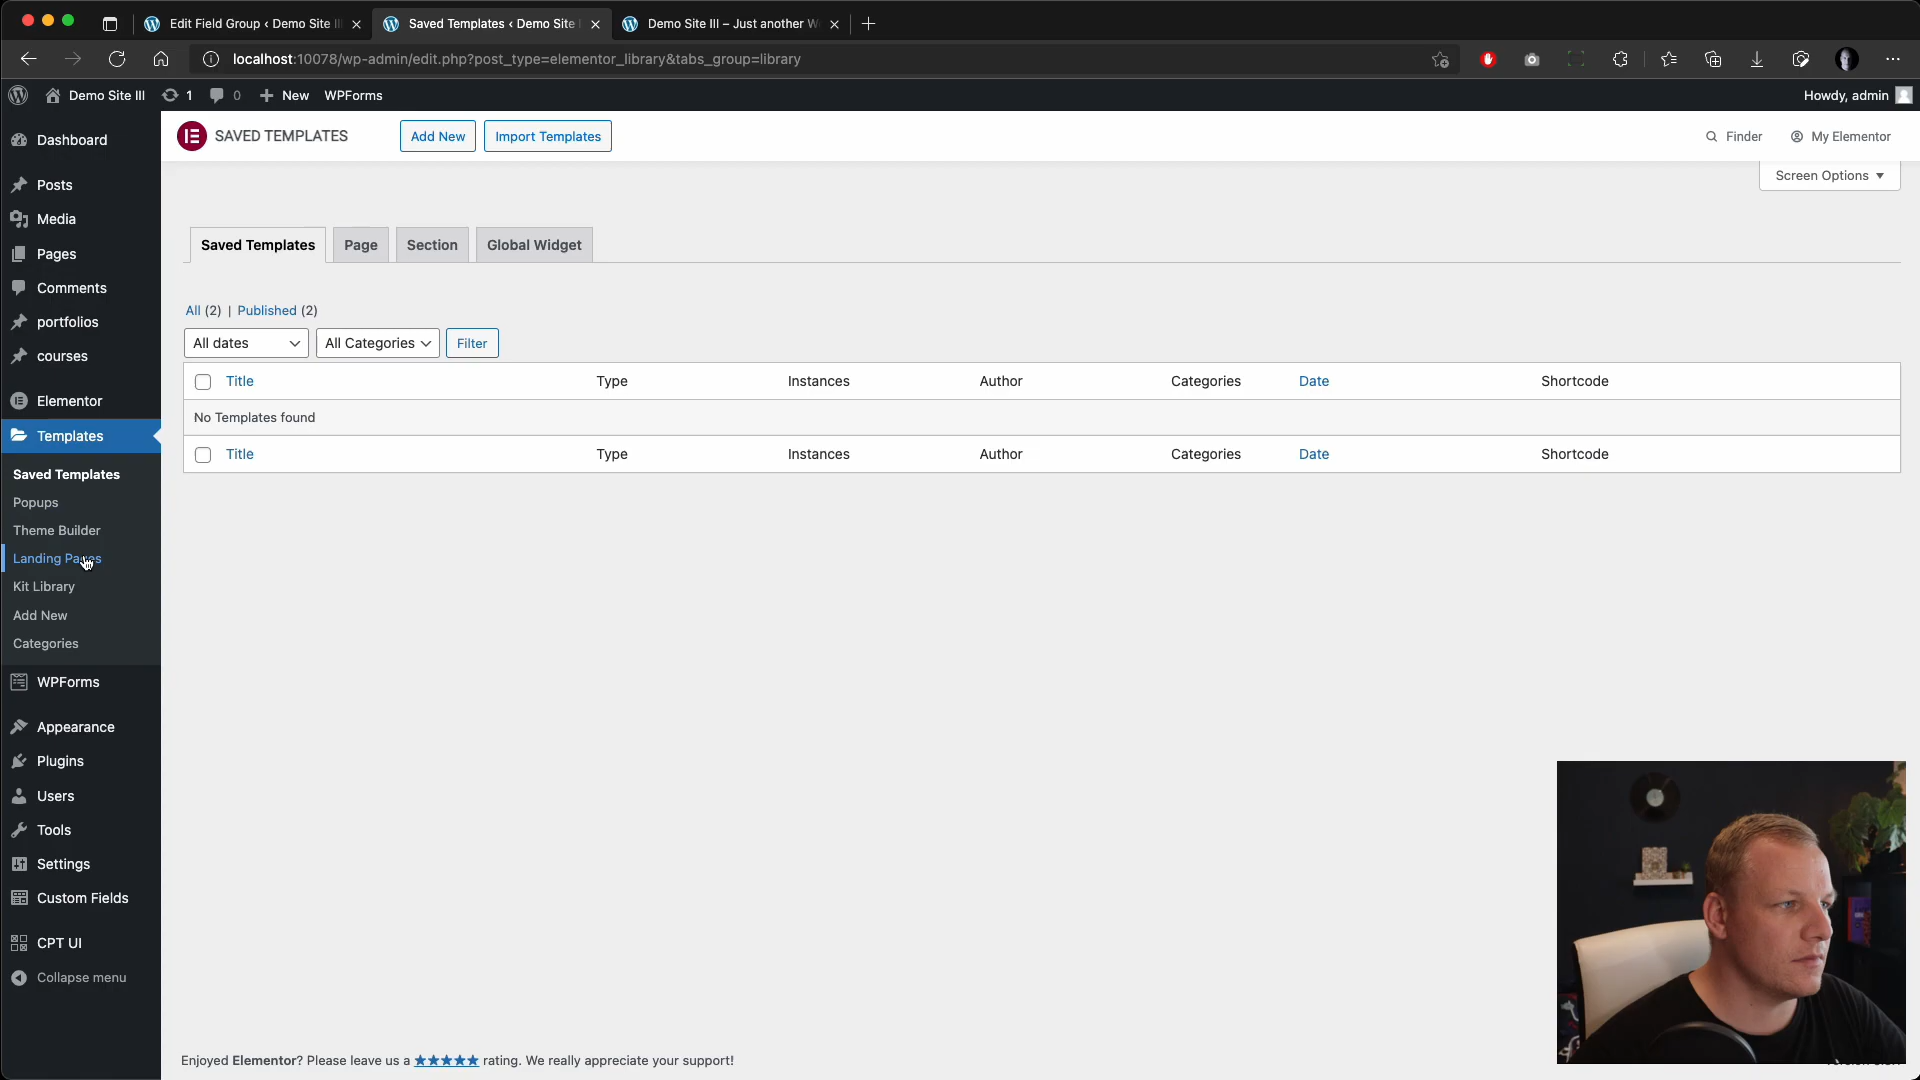 Edit Field Group ‹ Demo Site III
Saved Templates ‹ Demo Site
Demo Site III – Just another W
localhost:10078/wp-admin/edit.php?post_type=elementor_library&tabs_group=library
Demo Site III
1
0
New
WPForms
Howdy, admin
Dashboard
Posts
Media
Pages
Comments
portfolios
courses
Elementor
Templates
Saved Templates
Popups
Theme Builder
Landing Pages
Kit Library
Add New
Categories
WPForms
Appearance
Plugins
Users
Tools
Settings
Custom Fields
CPT UI
Collapse menu
SAVED TEMPLATES
Add New
Import Templates
Finder
My Elementor
Screen Options
Saved Templates
Page
Section
Global Widget
All (2) | Published (2)
All dates
All Categories
Filter
Title Type Instances Author Categories Date Shortcode
No Templates found
Title Type Instances Author Categories Date Shortcode
Enjoyed Elementor? Please leave us a ★★★★★ rating. We really appreciate your support!